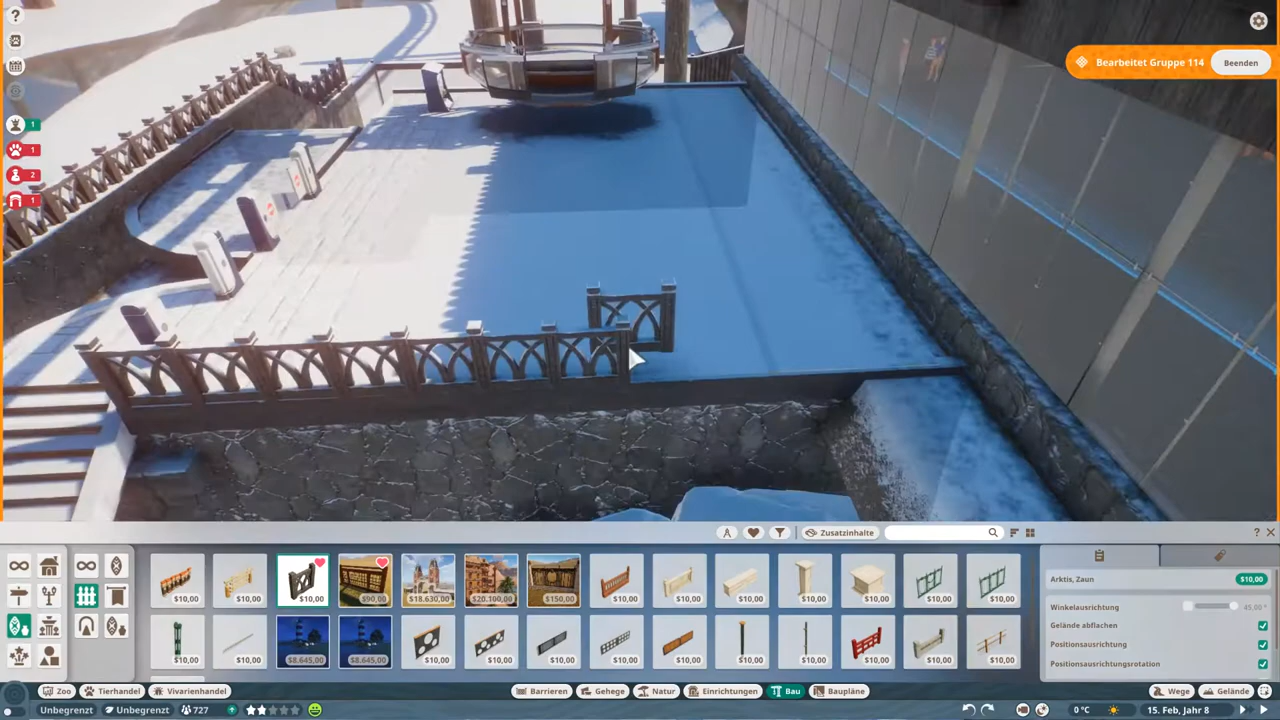 ?
Bearbeitet Gruppe 114
Beenden
1
1
2
1
Zusatzinhalte
?
$10,00 $10,00 $10,00 $90,00 $18.630,00 $20.100,00 $150,00 $10,00 $10,00 $10,00 $10,00 $10,00 $10,00 $10,00
$10,00 $10,00 $8.645,00 $8.645,00 $10,00 $10,00 $10,00 $10,00 $10,00 $10,00 $10,00 $10,00 $10,00 $10,00
Arktis, Zaun $10,00
Winkelausrichtung 45,00°
Gelände abflachen
Positionsausrichtung
Positionsausrichtungsrotation
Zoo Tierhandel Vivarienhandel Barrieren Gehege Natur Einrichtungen Bau Baupläne Wege Gelände
Unbegrenzt Unbegrenzt 727 0 °C 15. Feb, Jahr 8